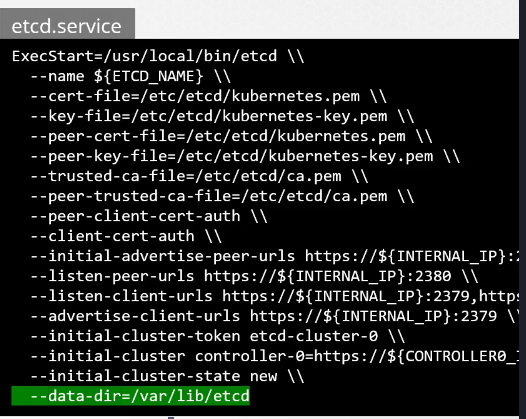 etcd.service
ExecStart=/usr/local/bin/etcd \\
--name ${ETCD_NAME} \\
--cert-file=/etc/etcd/kubernetes.pem \\
--key-file=/etc/etcd/kubernetes-key.pem \\
--peer-cert-file=/etc/etcd/kubernetes.pem \\
--peer-key-file=/etc/etcd/kubernetes-key.pem \\
--trusted-ca-file=/etc/etcd/ca.pem \\
--peer-trusted-ca-file=/etc/etcd/ca.pem \\
--peer-client-cert-auth \\
--client-cert-auth \\
--initial-advertise-peer-urls https://${INTERNAL_IP}:2
--listen-peer-urls https://${INTERNAL_IP}:2380 \\
--listen-client-urls https://${INTERNAL_IP}:2379,https
--advertise-client-urls https://${INTERNAL_IP}:2379 \\
--initial-cluster-token etcd-cluster-0 \\
--initial-cluster controller-0=https://${CONTROLLER0_I
--initial-cluster-state new \\
--data-dir=/var/lib/etcd